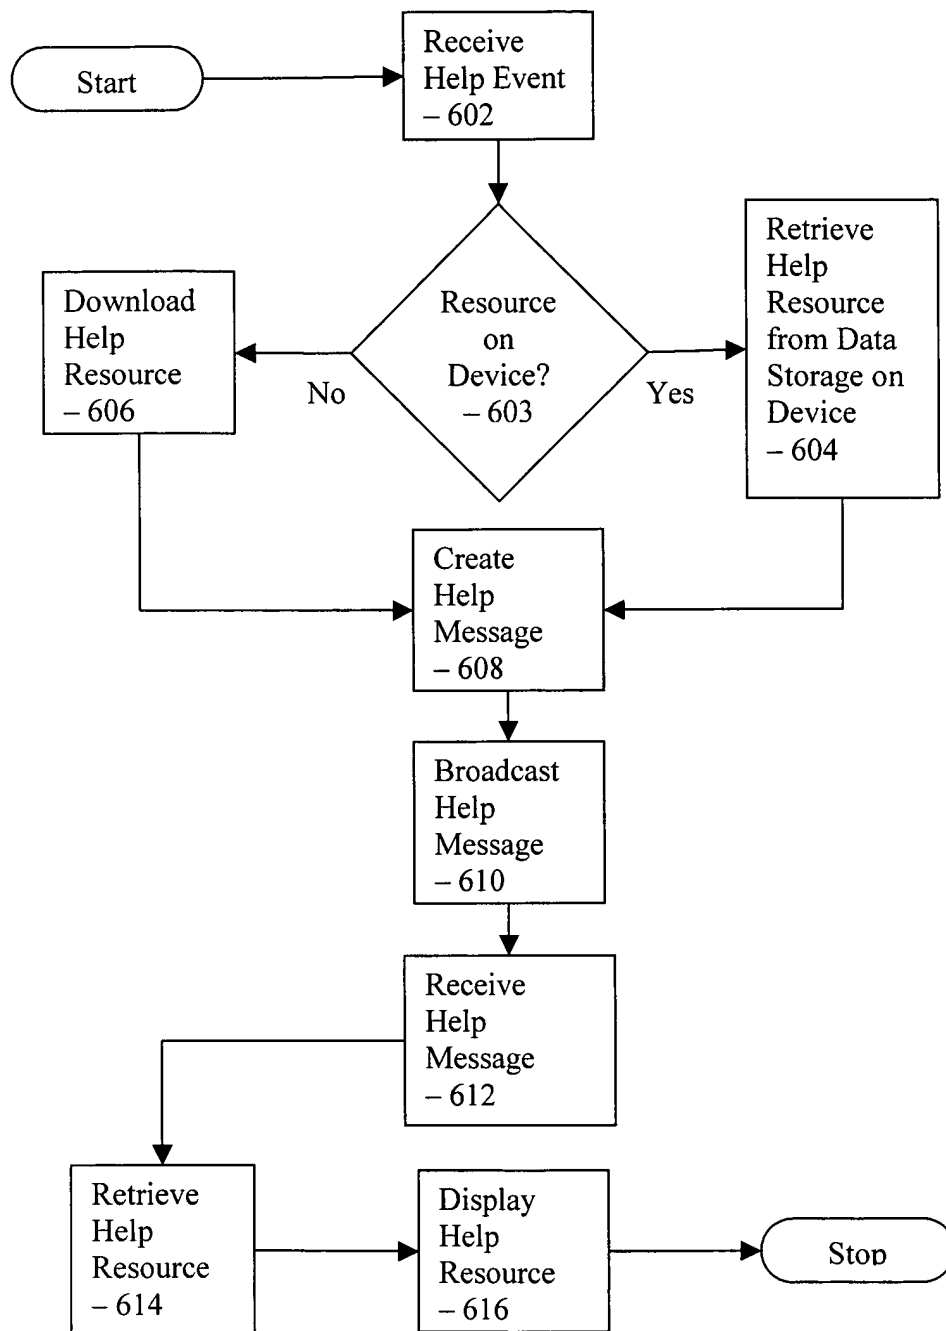 Start
Receive
Help Event
– 602
Resource
on
Device?
– 603
No
Yes
Download
Help
Resource
– 606
Retrieve
Help
Resource
from Data
Storage on
Device
– 604
Create
Help
Message
– 608
Broadcast
Help
Message
– 610
Receive
Help
Message
– 612
Retrieve
Help
Resource
– 614
Display
Help
Resource
– 616
Stop